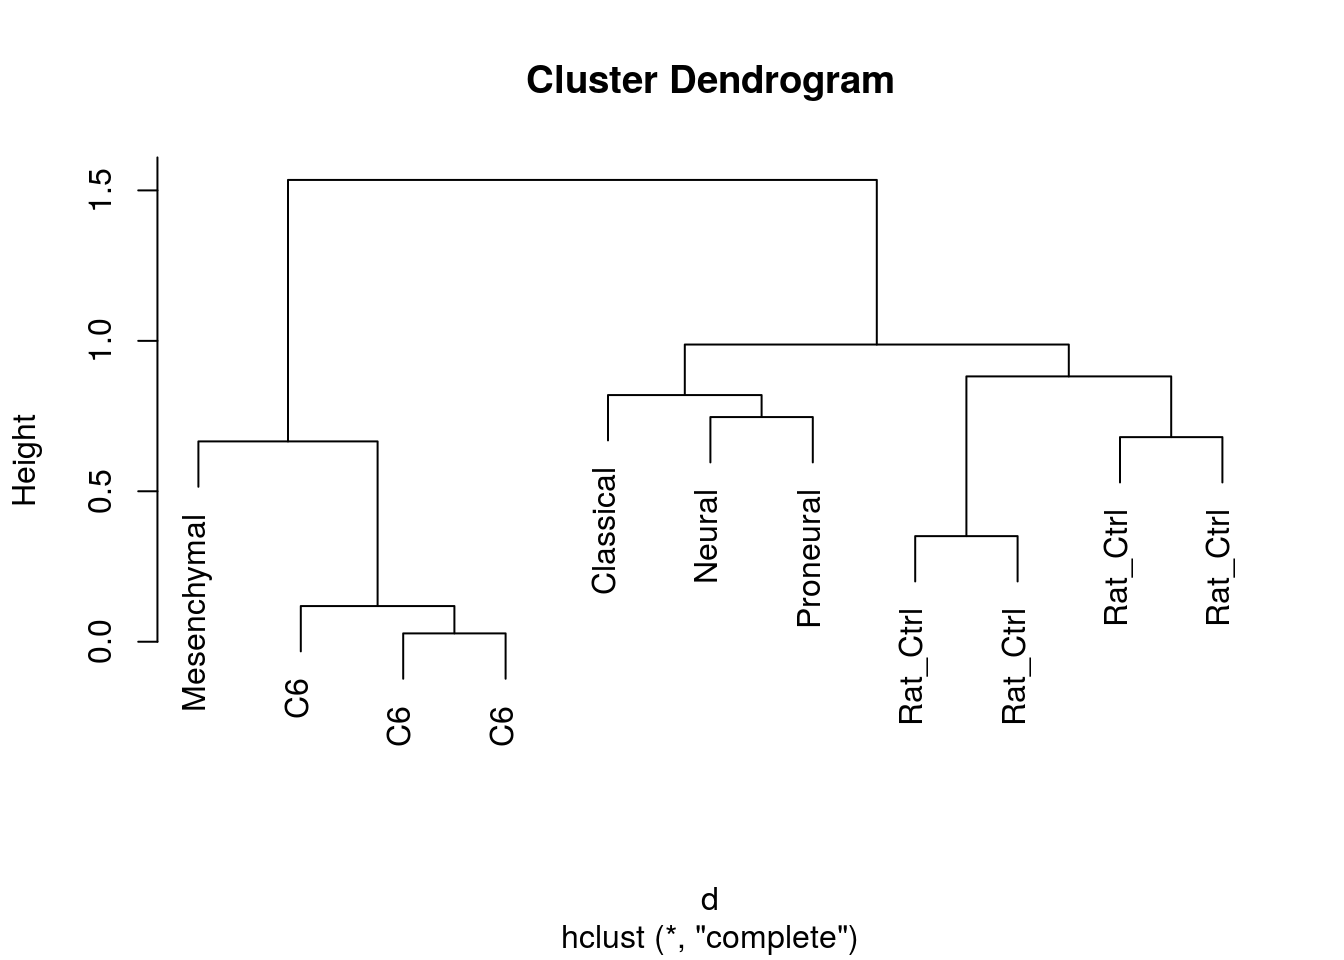 Cluster Dendrogram
Height
1.5
1.0
0.5
0.0
Mesenchymal
C6
C6
C6
Classical
Neural
Proneural
Rat_Ctrl
Rat_Ctrl
Rat_Ctrl
Rat_Ctrl
d
hclust (*, "complete")